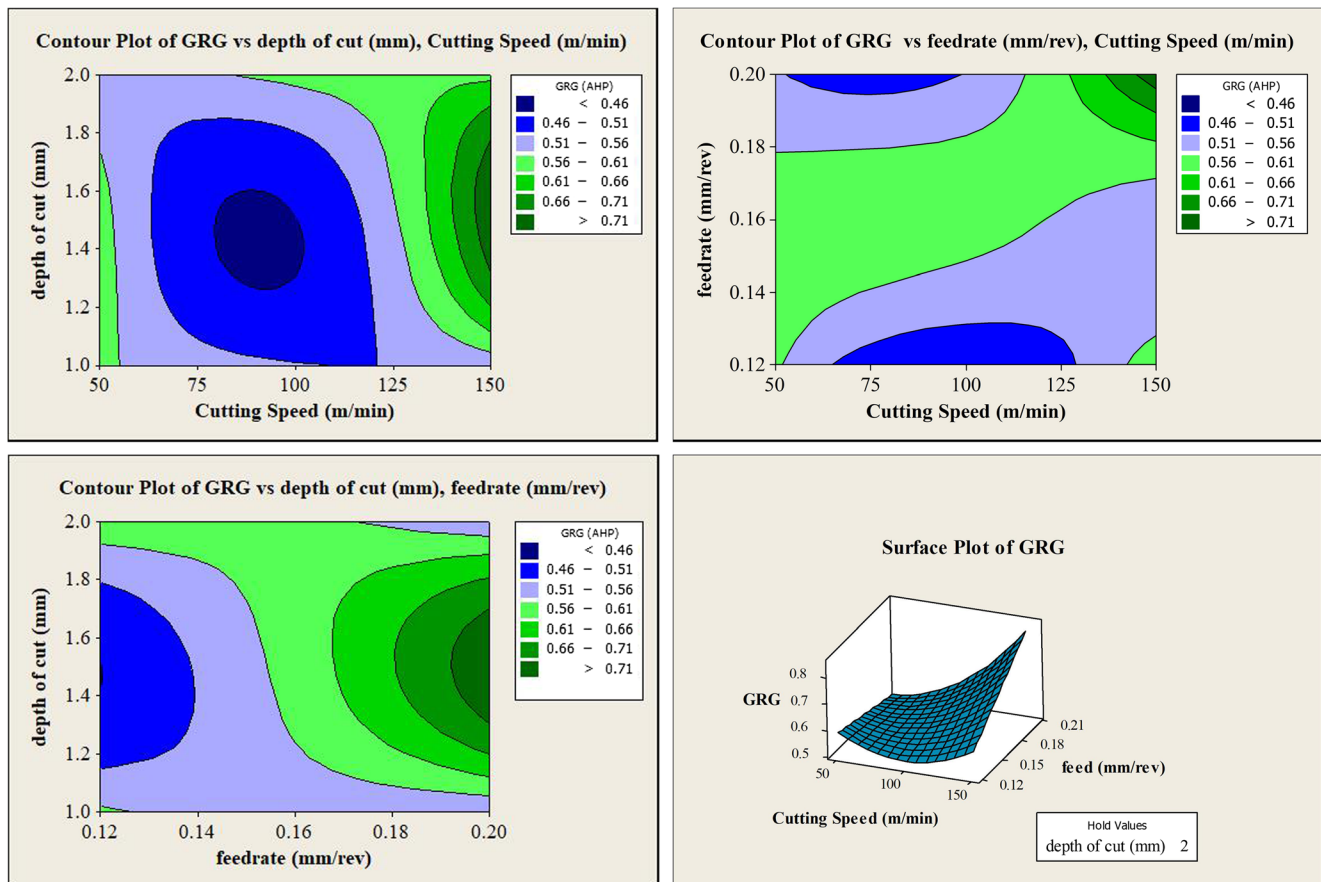 Contour Plot of GRG vs depth of cut (mm), Cutting Speed (m/min)
2.0
1.8
1.6
1.4
1.2
1.0
50
75
100
125
150
depth of cut (mm)
Cutting Speed (m/min)
GRG (AHP)
< 0.46
0.46 – 0.51
0.51 – 0.56
0.56 – 0.61
0.61 – 0.66
0.66 – 0.71
> 0.71
Contour Plot of GRG vs feedrate (mm/rev), Cutting Speed (m/min)
0.20
0.18
0.16
0.14
0.12
50
75
100
125
150
feedrate (mm/rev)
Cutting Speed (m/min)
GRG (AHP)
< 0.46
0.46 – 0.51
0.51 – 0.56
0.56 – 0.61
0.61 – 0.66
0.66 – 0.71
> 0.71
Contour Plot of GRG vs depth of cut (mm), feedrate (mm/rev)
2.0
1.8
1.6
1.4
1.2
1.0
0.12
0.14
0.16
0.18
0.20
depth of cut (mm)
feedrate (mm/rev)
GRG (AHP)
< 0.46
0.46 – 0.51
0.51 – 0.56
0.56 – 0.61
0.61 – 0.66
0.66 – 0.71
> 0.71
Surface Plot of GRG
GRG
0.8
0.7
0.6
0.5
50
100
150
Cutting Speed (m/min)
0.21
0.18
0.15
0.12
feed (mm/rev)
Hold Values
depth of cut (mm) 2